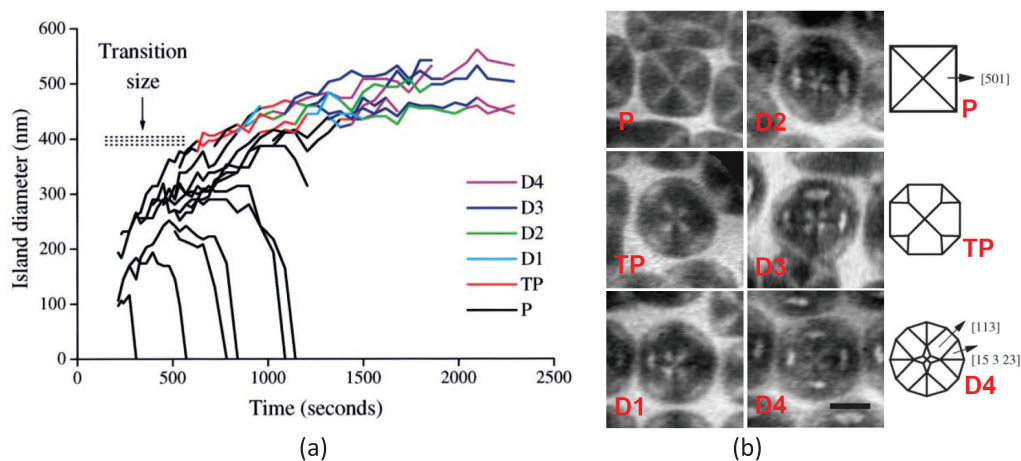 600
500
400
300
200
100
0
Island diameter (nm)
Transition
size
D4
D3
D2
D1
TP
P
0
500
1000
1500
2000
2500
Time (seconds)
(a)
P
D2
[501]
P
TP
D3
TP
D1
D4
[113]
[15 3 23]
D4
(b)